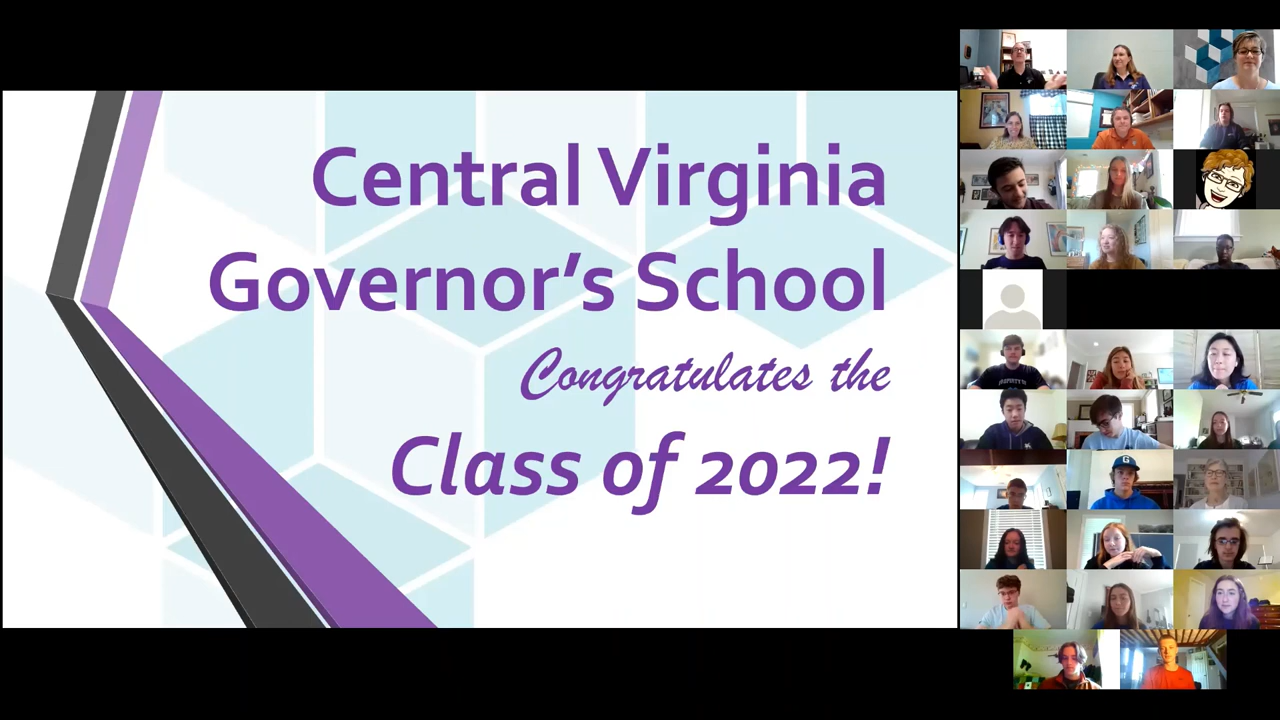 Central Virginia
Governor's School
Congratulates the
Class of 2022!
G